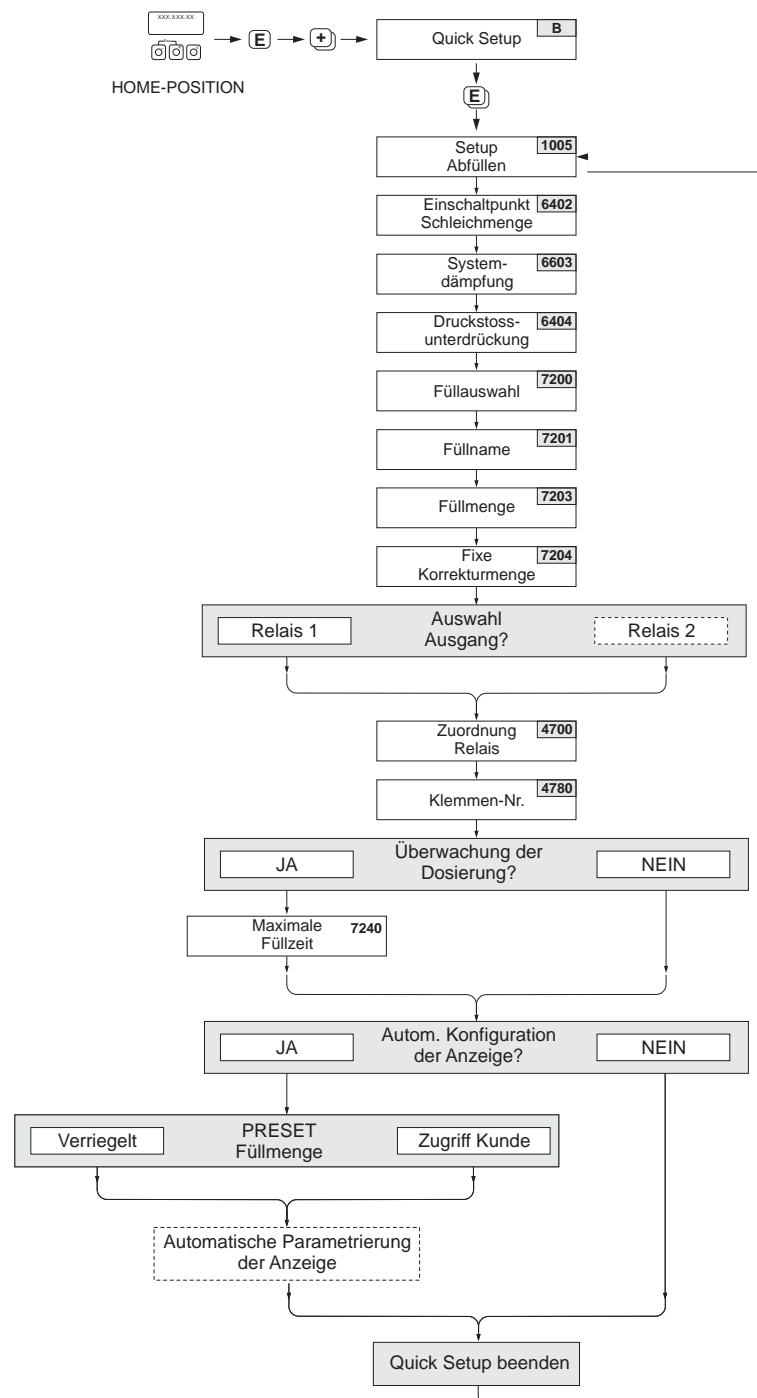 xxx.xxx.xx
HOME-POSITION
E
+
Quick Setup
B
E
Setup
Abfüllen
1005
Einschaltpunkt
Schleichmenge
6402
System-
dämpfung
6603
Druckstoss-
unterdrückung
6404
Füllauswahl
7200
Füllname
7201
Füllmenge
7203
Fixe
Korrekturmenge
7204
Auswahl
Ausgang?
Relais 1
Relais 2
Zuordnung
Relais
4700
Klemmen-Nr.
4780
Überwachung der
Dosierung?
JA
NEIN
Maximale
Füllzeit
7240
Autom. Konfiguration
der Anzeige?
JA
NEIN
PRESET
Füllmenge
Verriegelt
Zugriff Kunde
Automatische Parametrierung
der Anzeige
Quick Setup beenden